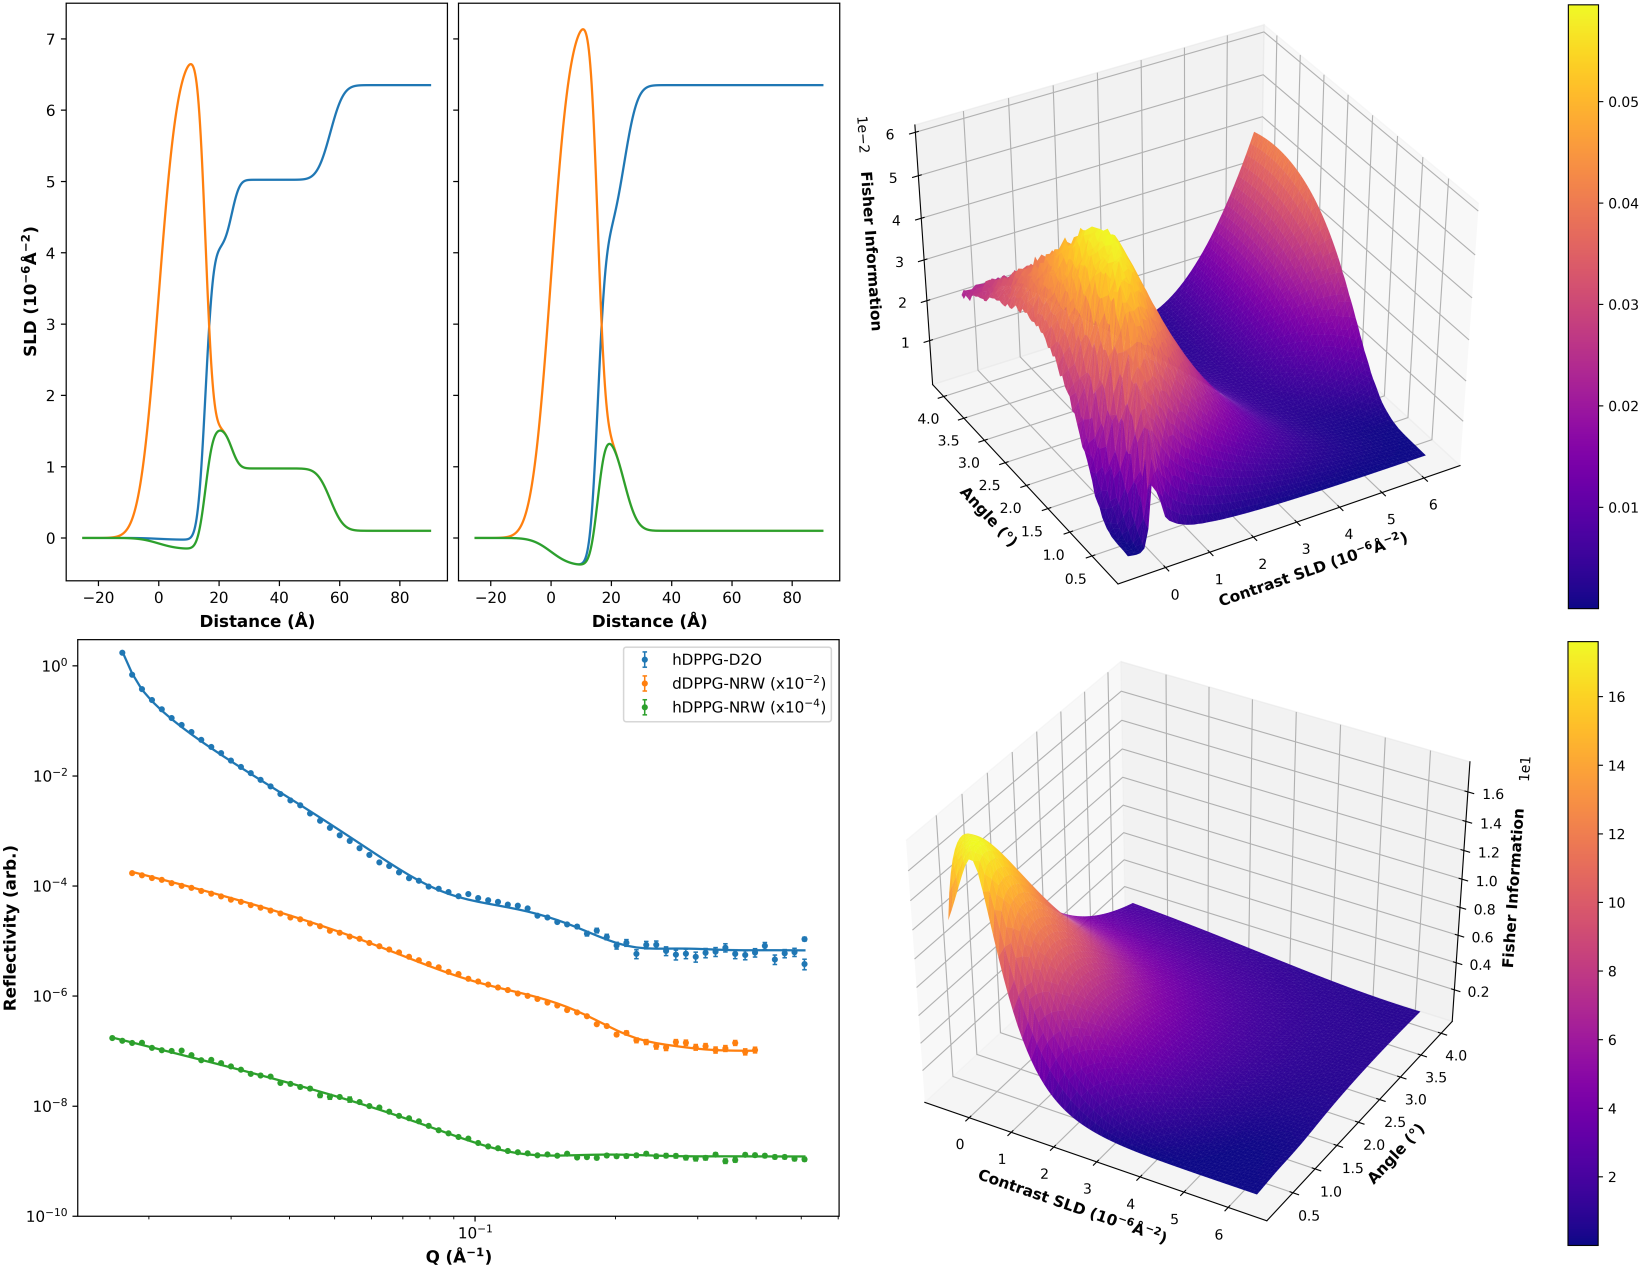 7
6
5
4
3
2
1
0
SLD (10⁻⁶Å⁻²)
−20 0 20 40 60 80
Distance (Å)
−20 0 20 40 60 80
Distance (Å)
1e−2
Fisher Information
6
5
4
3
2
1
4.0
3.5
3.0
2.5
2.0
1.5
1.0
0.5
Angle (°)
0 1 2 3 4 5 6
Contrast SLD (10⁻⁶Å⁻²)
0.05
0.04
0.03
0.02
0.01
hDPPG-D2O
dDPPG-NRW (x10⁻²)
hDPPG-NRW (x10⁻⁴)
10⁰
10⁻²
10⁻⁴
10⁻⁶
10⁻⁸
10⁻¹⁰
Reflectivity (arb.)
10⁻¹
Q (Å⁻¹)
1e1
Fisher Information
1.6
1.4
1.2
1.0
0.8
0.6
0.4
0.2
4.0
3.5
3.0
2.5
2.0
1.5
1.0
0.5
Angle (°)
0 1 2 3 4 5 6
Contrast SLD (10⁻⁶Å⁻²)
16
14
12
10
8
6
4
2